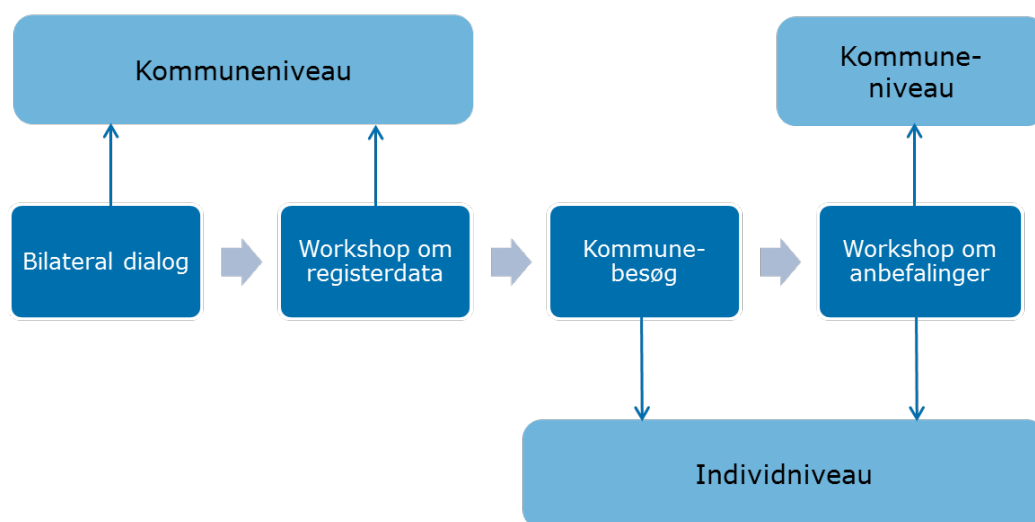 Kommuneniveau
Kommune-
niveau
Bilateral dialog
Workshop om
registerdata
Kommune-
besøg
Workshop om
anbefalinger
Individniveau